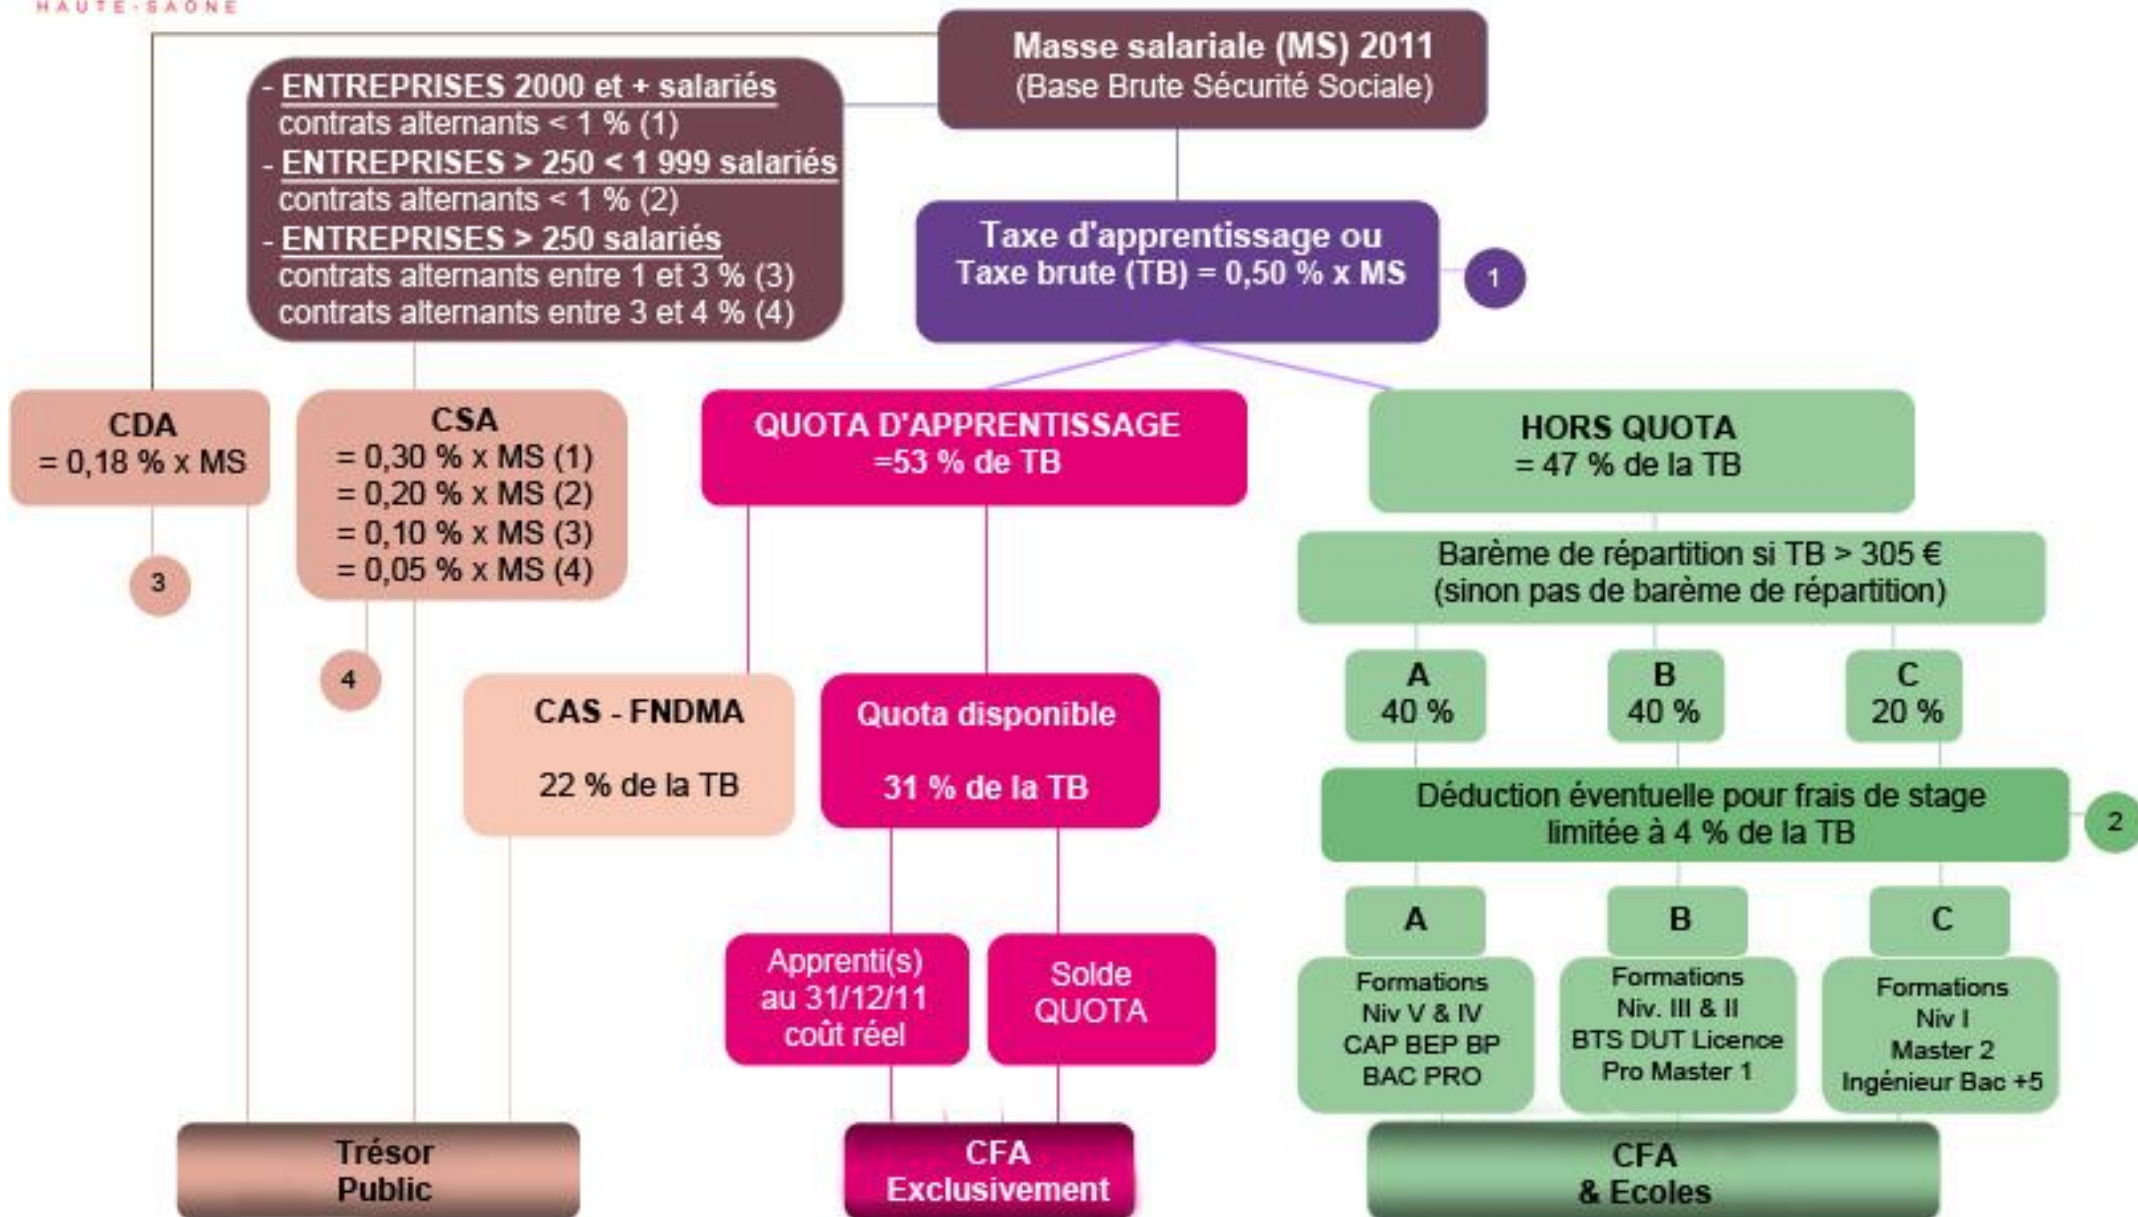 HAUTE-SAÔNE
Masse salariale (MS) 2011
(Base Brute Sécurité Sociale)
- ENTREPRISES 2000 et + salariés
contrats alternants < 1 % (1)
- ENTREPRISES > 250 < 1 999 salariés
contrats alternants < 1 % (2)
- ENTREPRISES > 250 salariés
contrats alternants entre 1 et 3 % (3)
contrats alternants entre 3 et 4 % (4)
Taxe d'apprentissage ou
Taxe brute (TB) = 0,50 % x MS
1
CDA
= 0,18 % x MS
3
CSA
= 0,30 % x MS (1)
= 0,20 % x MS (2)
= 0,10 % x MS (3)
= 0,05 % x MS (4)
4
QUOTA D'APPRENTISSAGE
=53 % de TB
HORS QUOTA
= 47 % de la TB
Barème de répartition si TB > 305 €
(sinon pas de barème de répartition)
A
40 %
B
40 %
C
20 %
CAS - FNDMA
22 % de la TB
Quota disponible
31 % de la TB
Déduction éventuelle pour frais de stage
limitée à 4 % de la TB
2
A
B
C
Apprenti(s)
au 31/12/11
coût réel
Solde
QUOTA
Formations
Niv V & IV
CAP BEP BP
BAC PRO
Formations
Niv. III & II
BTS DUT Licence
Pro Master 1
Formations
Niv I
Master 2
Ingénieur Bac +5
Trésor
Public
CFA
Exclusivement
CFA
& Ecoles